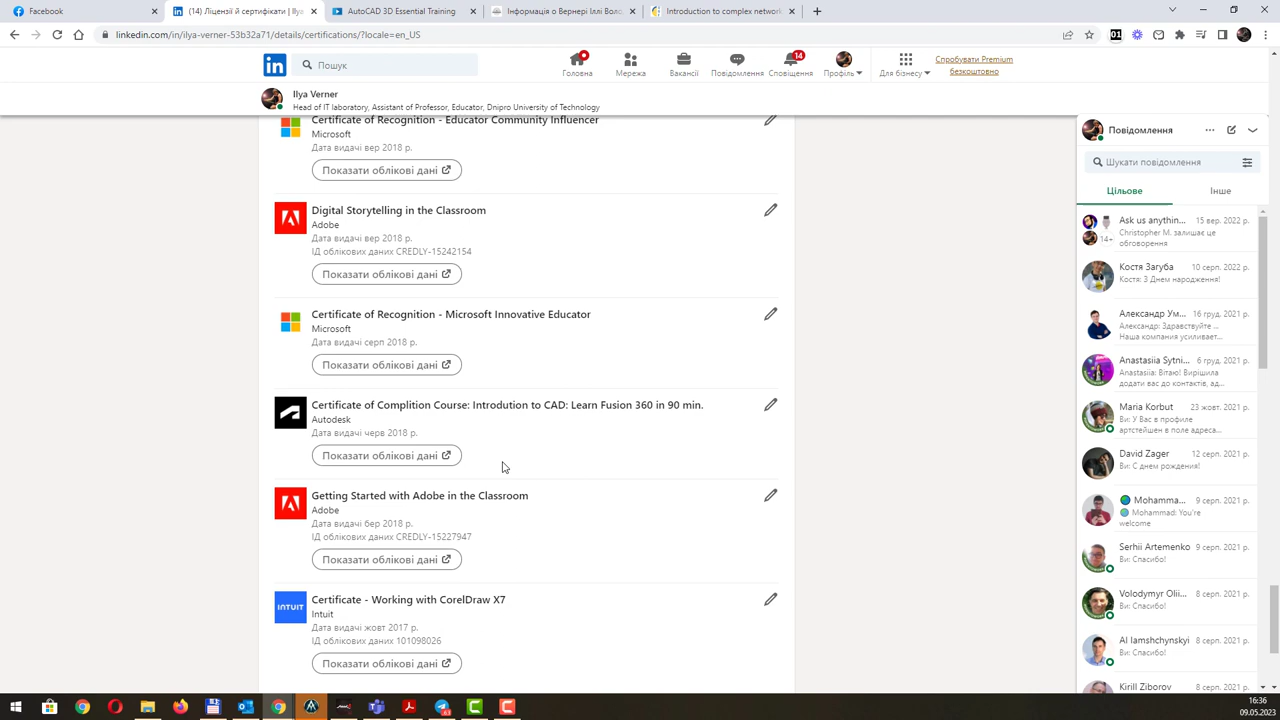 Facebook
(14) Ліцензії й сертифікати | Ilya
AutoCAD 3D Essential Training
Інформація о Вернері Іллі Воло
Introduction to complex network
linkedin.com/in/ilya-verner-53b32a71/details/certifications/?locale=en_US
01
in
Пошук
Головна
Мережа
Вакансії
Повідомлення
14
Сповіщення
Профіль
Для бізнесу
Спробувати Premium
безкоштовно
Ilya Verner
Head of IT laboratory, Assistant of Professor, Educator, Dnipro University of Technology
Certificate of Recognition - Educator Community Influencer
Microsoft
Дата видачі вер 2018 р.
Показати облікові дані
Digital Storytelling in the Classroom
Adobe
Дата видачі вер 2018 р.
ІД облікових даних CREDLY-15242154
Показати облікові дані
Certificate of Recognition - Microsoft Innovative Educator
Microsoft
Дата видачі серп 2018 р.
Показати облікові дані
Certificate of Complition Course: Introdution to CAD: Learn Fusion 360 in 90 min.
Autodesk
Дата видачі черв 2018 р.
Показати облікові дані
Getting Started with Adobe in the Classroom
Adobe
Дата видачі бер 2018 р.
ІД облікових даних CREDLY-15227947
Показати облікові дані
INTUIT
Certificate - Working with CorelDraw X7
Intuit
Дата видачі жовт 2017 р.
ІД облікових даних 101098026
Показати облікові дані
Повідомлення
Шукати повідомлення
Цільове
Інше
14+
Ask us anythin... 15 вер. 2022 р.
Christopher M. залишає це
обговорення
Костя Загуба 10 серп. 2022 р.
Костя: З Днем народження!
Александр Ум... 16 груд. 2021 р.
Александр: Здравствуйте ...
Наша компания усиливает...
Anastasiia Sytni... 6 груд. 2021 р.
Anastasiia: Вітаю! Вирішила
додати вас до контактів, ад...
Maria Korbut 23 жовт. 2021 р.
Ви: У Вас в профиле
артстейшен в поле адреса...
David Zager 12 серп. 2021 р.
Ви: С днем рождения!
Mohamma... 9 серп. 2021 р.
Mohammad: You're
welcome
Serhii Artemenko 9 серп. 2021 р.
Ви: Спасибо!
Volodymyr Olii... 8 серп. 2021 р.
Ви: Спасибо!
Al Iamshchynskyi 8 серп. 2021 р.
Ви: Спасибо!
Kirill Ziborov 8 серп. 2021 р.
16:36
09.05.2023